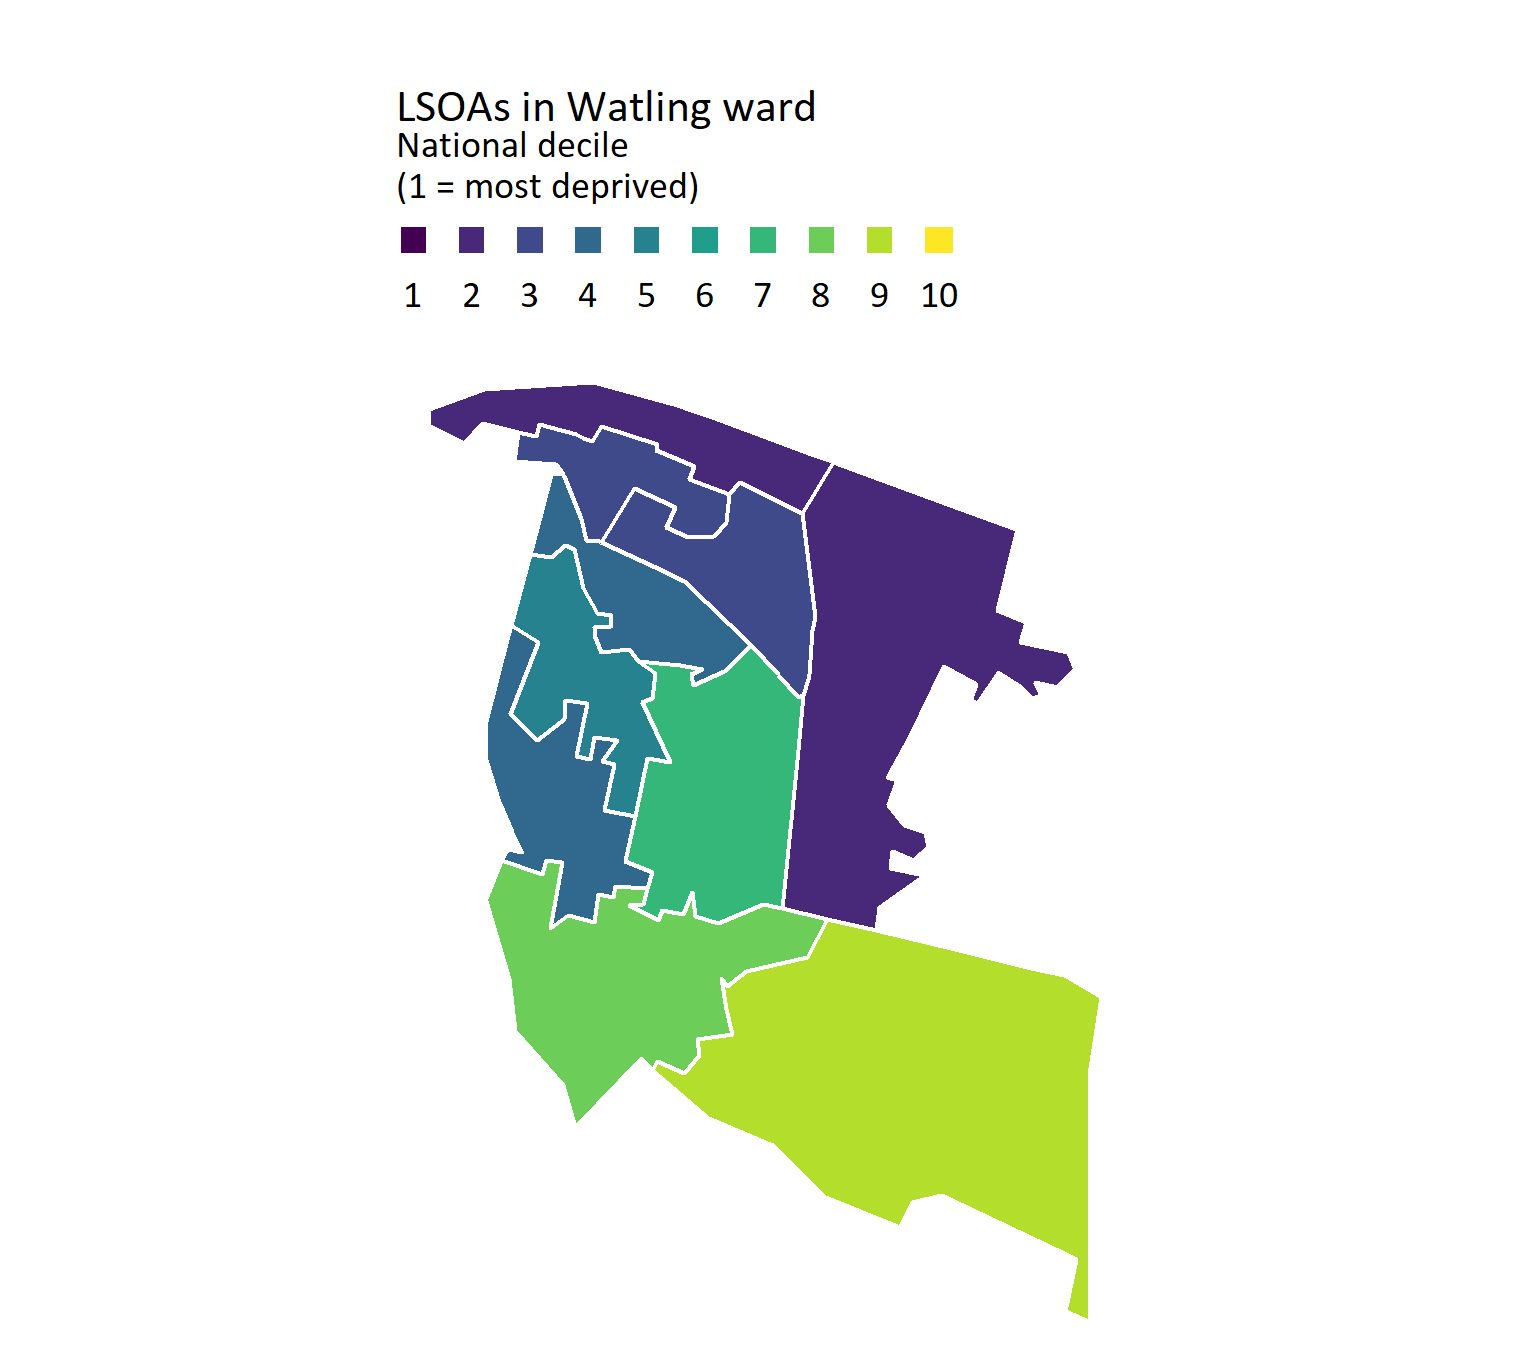 LSOAs in Watling ward
National decile
(1 = most deprived)
1 2 3 4 5 6 7 8 9 10